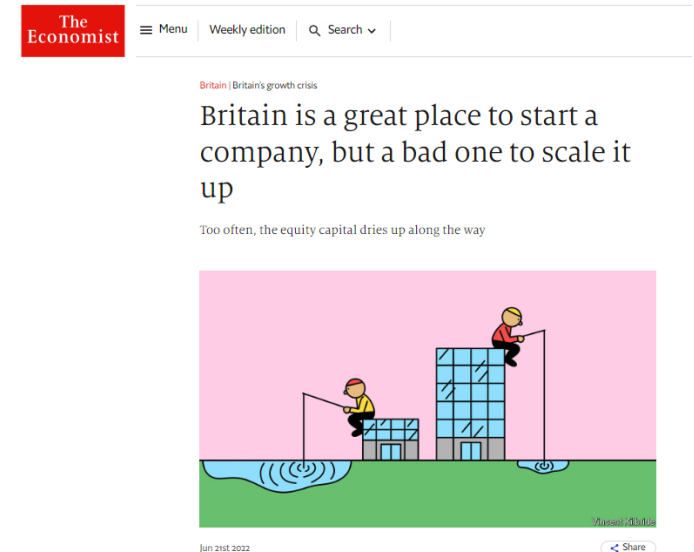 The
Economist
Menu
Weekly edition
Search
Britain | Britain's growth crisis
Britain is a great place to start a
company, but a bad one to scale it
up
Too often, the equity capital dries up along the way
Vincent Kilbride
Jun 21st 2022
Share